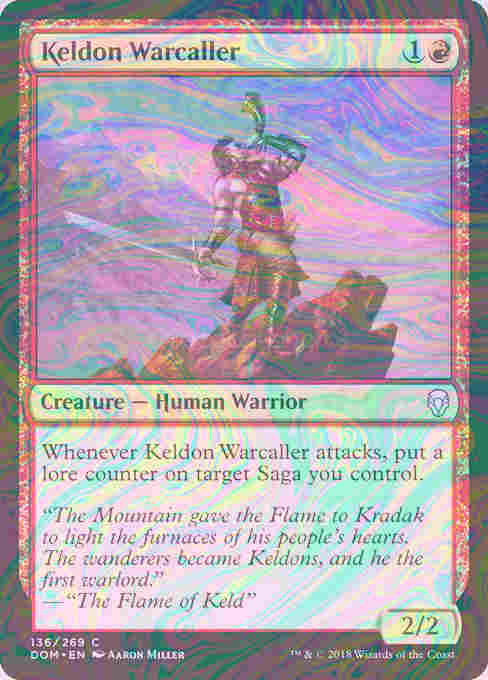 Keldon Warcaller 1
Creature — Human Warrior
Whenever Keldon Warcaller attacks, put a
lore counter on target Saga you control.
“The Mountain gave the Flame to Kradak
to light the furnaces of his people’s hearts.
The wanderers became Keldons, and he the
first warlord.”
—“The Flame of Keld”
2/2
136/269 C
DOM • EN Aaron Miller
™ & © 2018 Wizards of the Coast